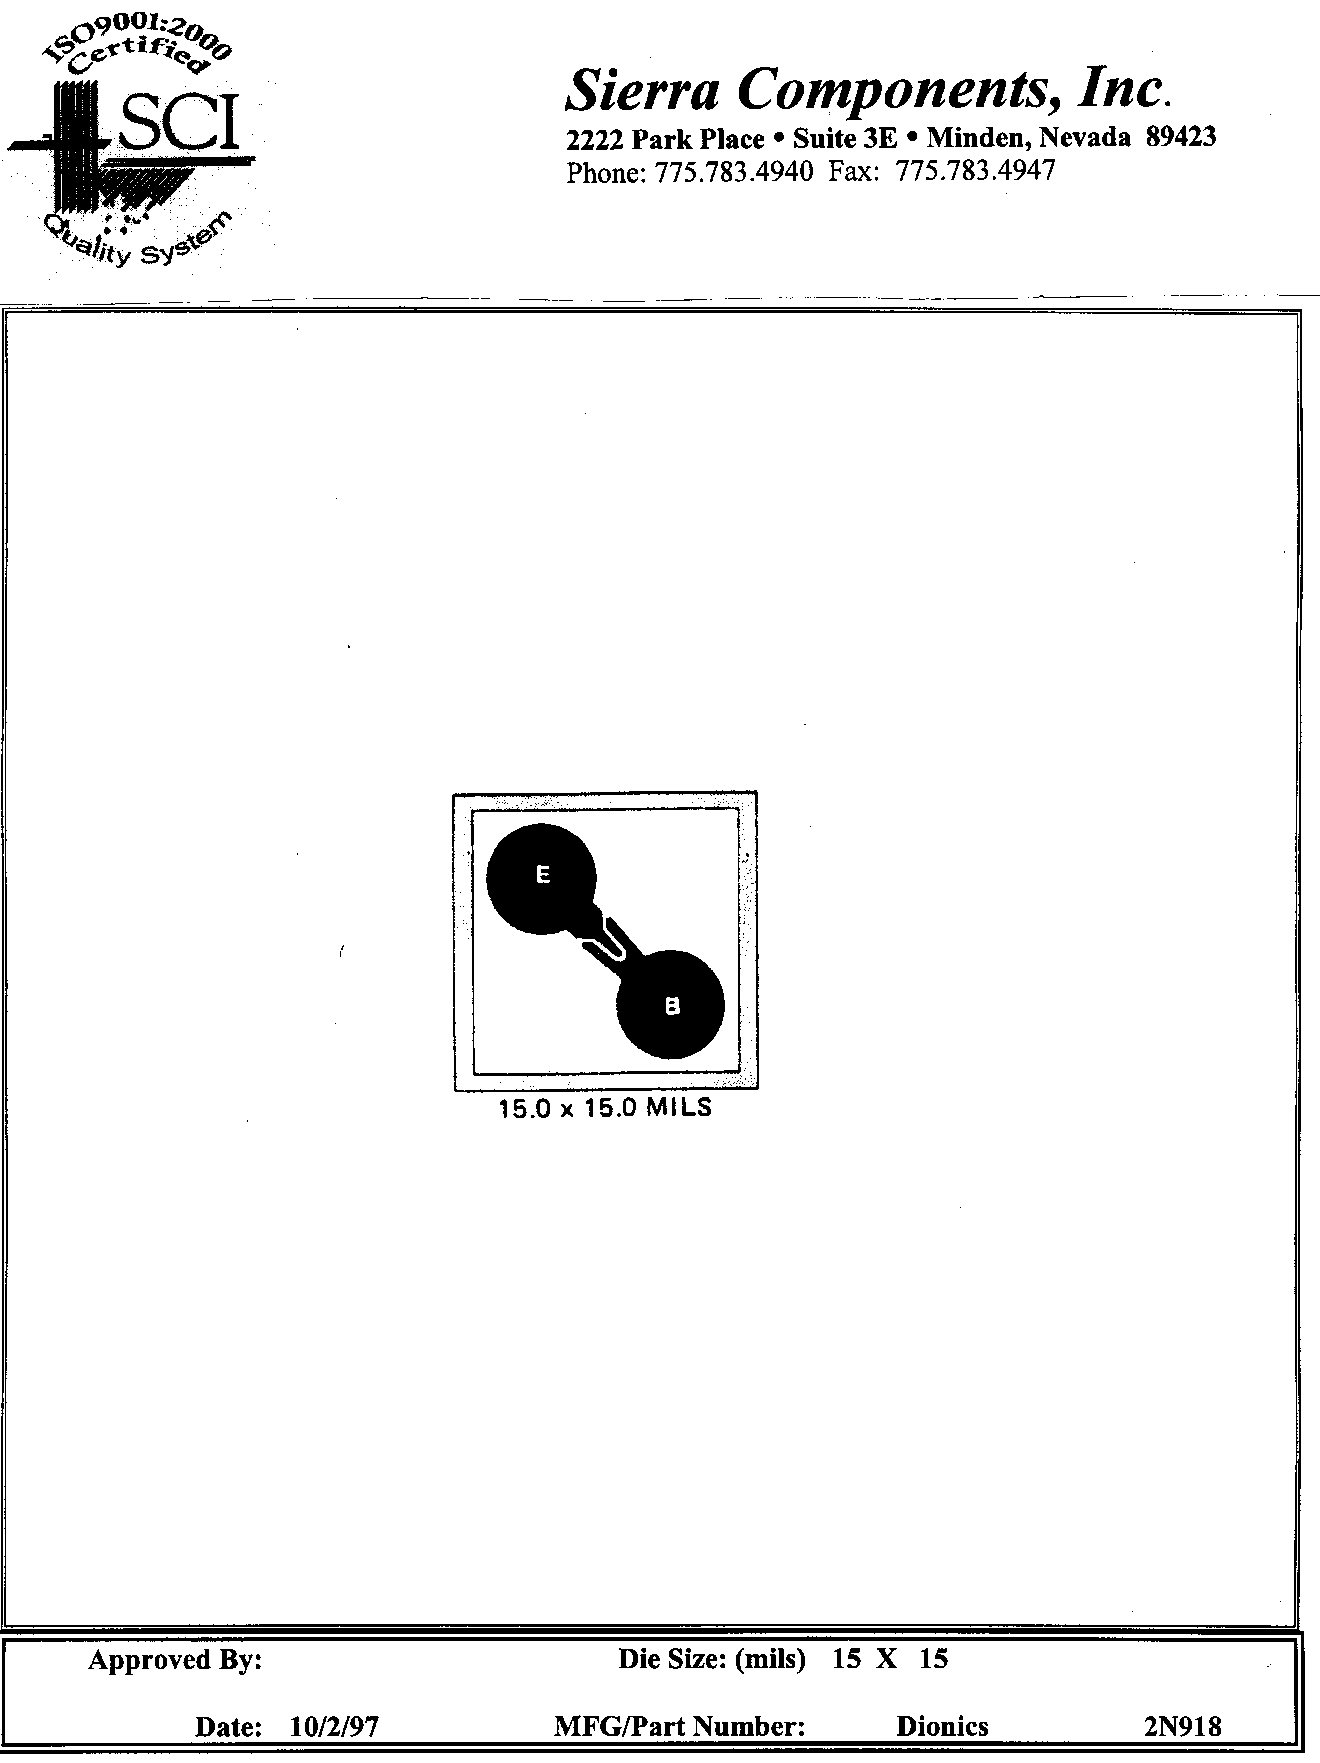 ISO9001:2000
Certified
SCI
Quality System
Sierra Components, Inc.
2222 Park Place • Suite 3E • Minden, Nevada 89423
Phone: 775.783.4940 Fax: 775.783.4947
E
B
15.0 x 15.0 MILS
Approved By:
Die Size: (mils) 15 X 15
Date: 10/2/97
MFG/Part Number: Dionics 2N918